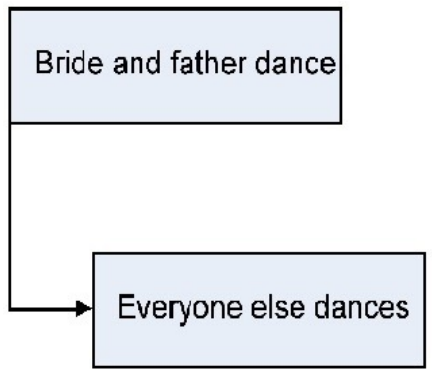 Bride and father dance
Everyone else dances